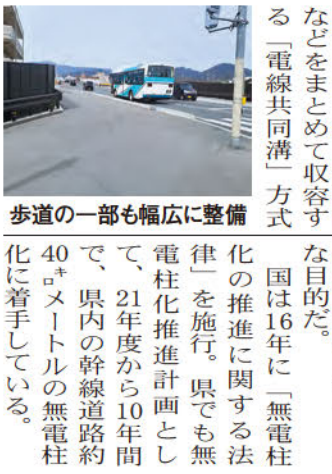 などをまとめて収容す
る「電線共同溝」方式
歩道の一部も幅広に整備
な目的だ。
国は16年に「無電柱
化の推進に関する法
律」を施行。県でも無
電柱化推進計画とし
て、21年度から10年間
で、県内の幹線道路約
40キロメートルの無電柱
化に着手している。